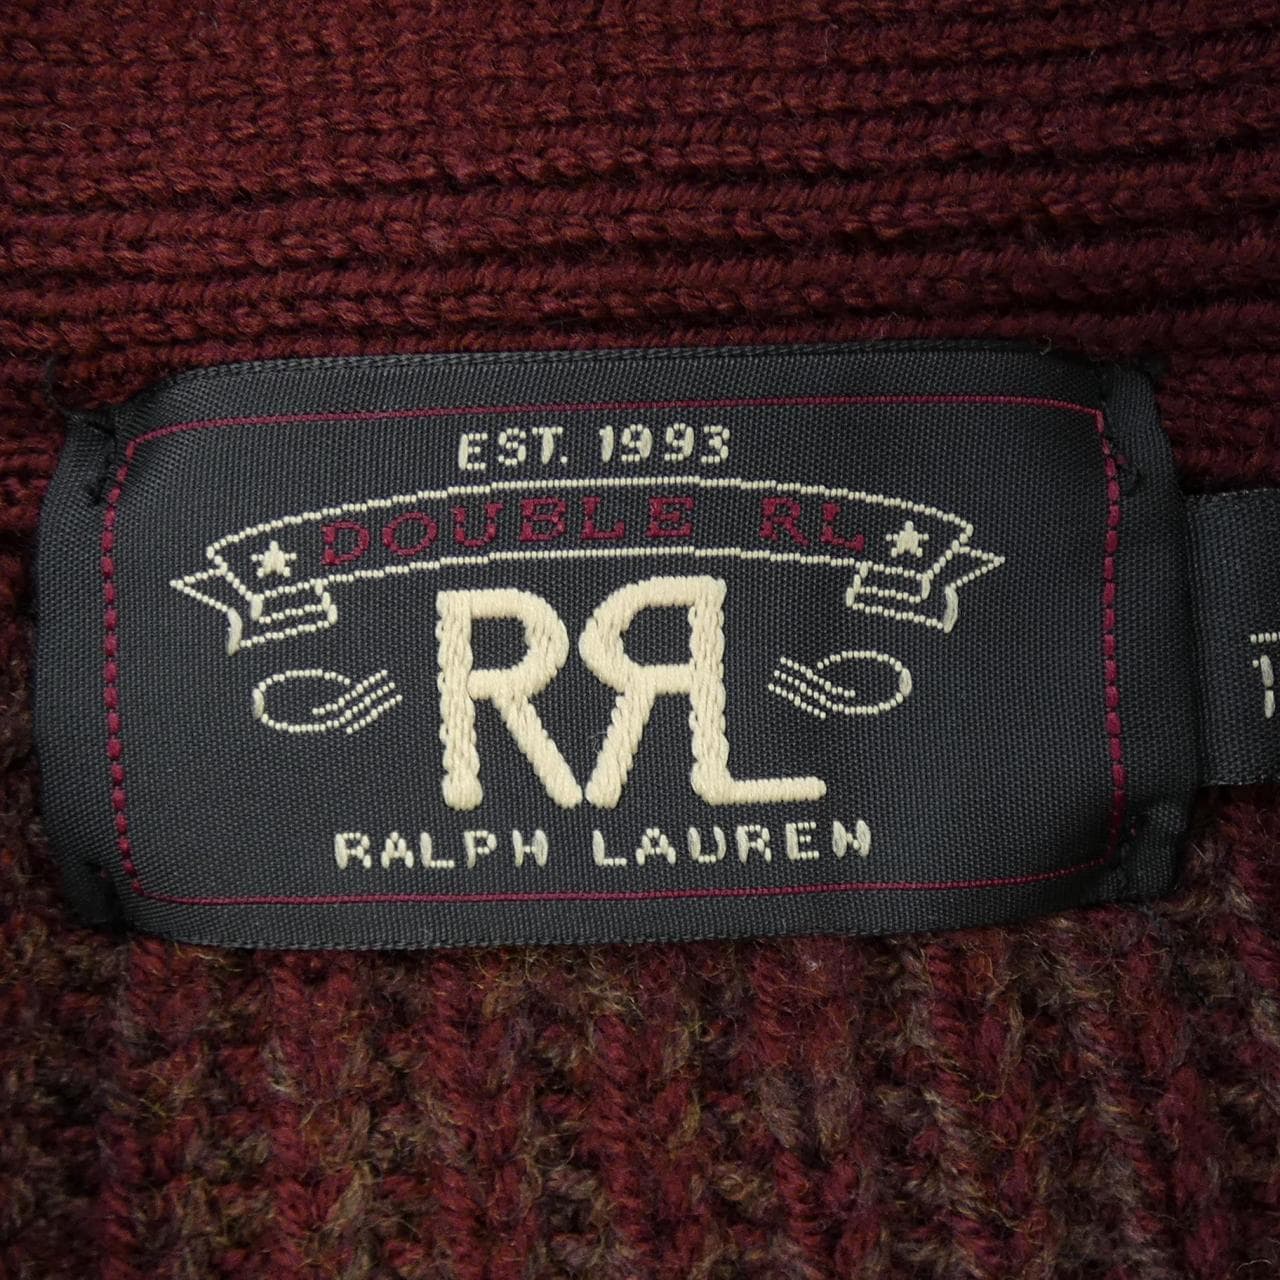 EST. 1993
DOUBLE RL
RRL
RALPH LAUREN